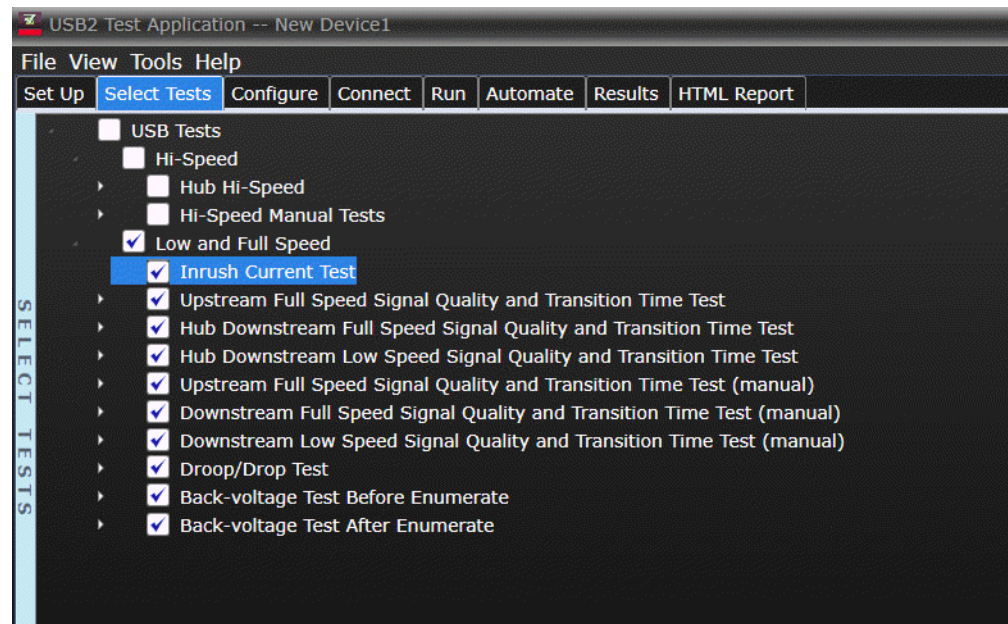 USB2 Test Application -- New Device1
File View Tools Help
Set Up Select Tests Configure Connect Run Automate Results HTML Report
SELECT TESTS
USB Tests
Hi-Speed
Hub Hi-Speed
Hi-Speed Manual Tests
Low and Full Speed
Inrush Current Test
Upstream Full Speed Signal Quality and Transition Time Test
Hub Downstream Full Speed Signal Quality and Transition Time Test
Hub Downstream Low Speed Signal Quality and Transition Time Test
Upstream Full Speed Signal Quality and Transition Time Test (manual)
Downstream Full Speed Signal Quality and Transition Time Test (manual)
Downstream Low Speed Signal Quality and Transition Time Test (manual)
Droop/Drop Test
Back-voltage Test Before Enumerate
Back-voltage Test After Enumerate